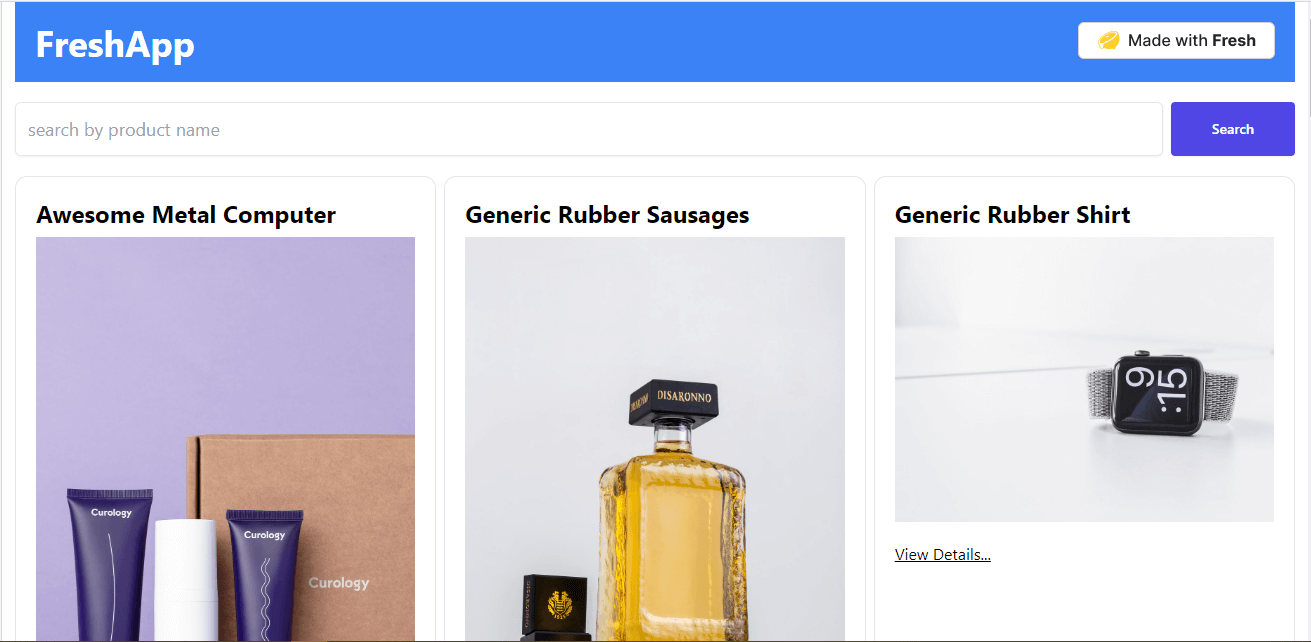 FreshApp
Made with Fresh
search by product name
Search
Awesome Metal Computer
Generic Rubber Sausages
Generic Rubber Shirt
DISARONNO
9
:15
Curology
Curology
Curology
View Details...